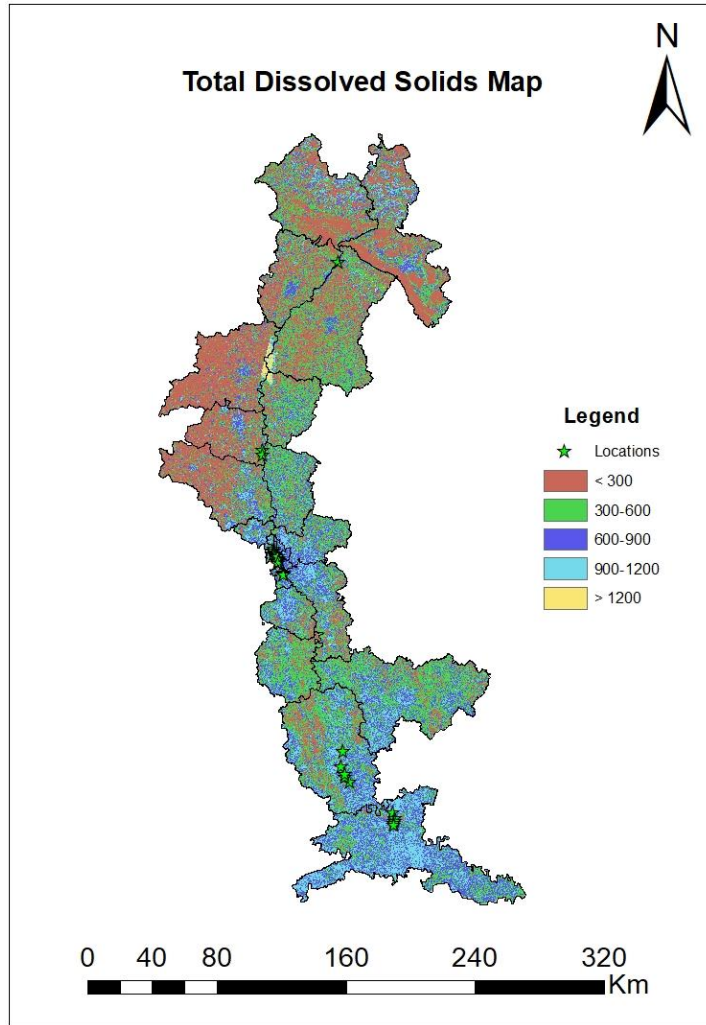 N
Total Dissolved Solids Map
Legend
Locations
< 300
300-600
600-900
900-1200
> 1200
0 40 80 160 240 320
Km